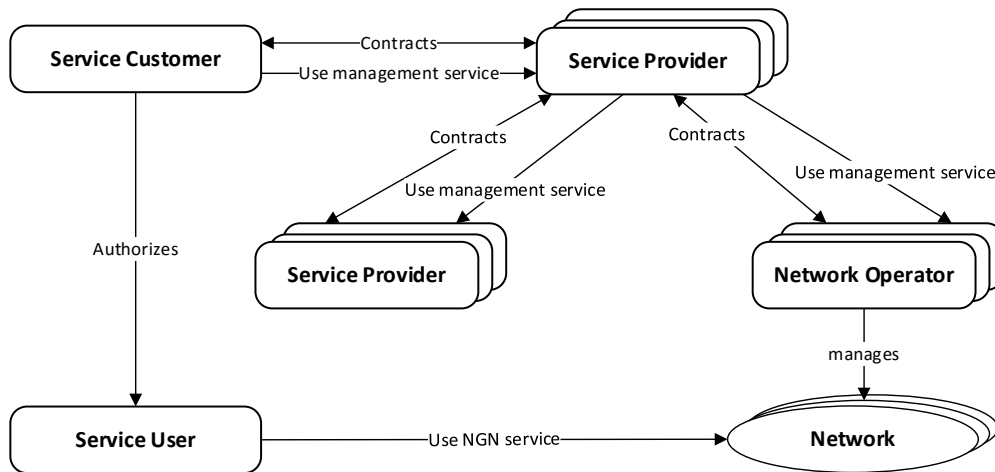 Service Customer
Contracts
Use management service
Service Provider
Contracts
Contracts
Use management service
Use management service
Authorizes
Service Provider
Network Operator
manages
Service User
Use NGN service
Network